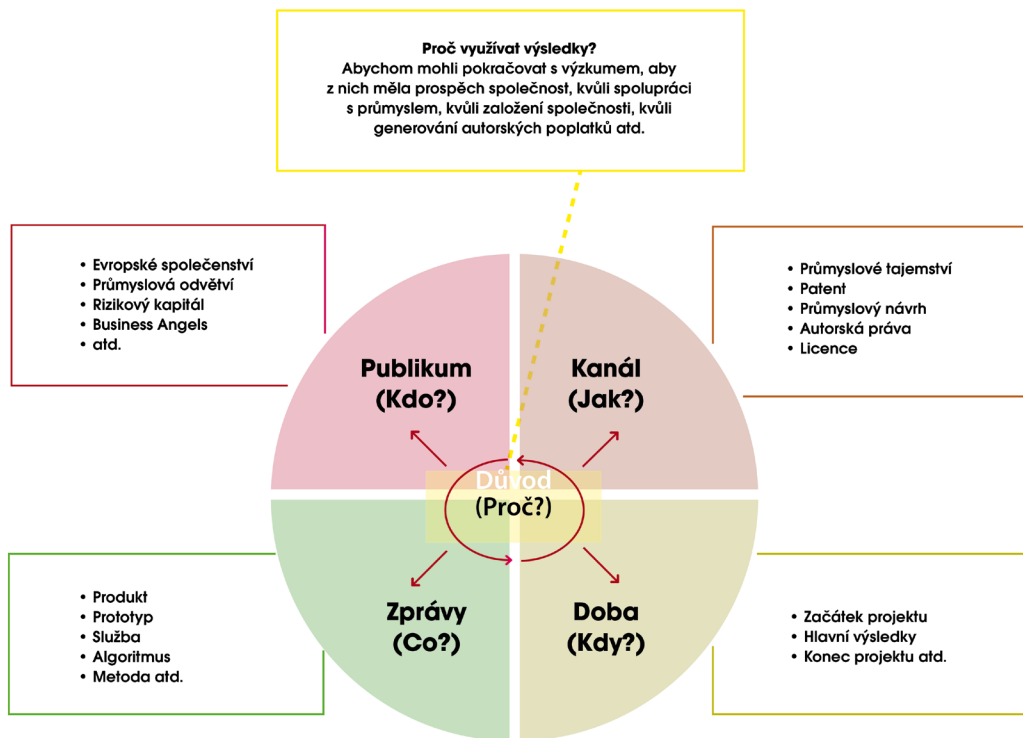 Proč využívat výsledky?
Abychom mohli pokračovat s výzkumem, aby
z nich měla prospěch společnost, kvůli spolupráci
s průmyslem, kvůli založení společnosti, kvůli
generování autorských poplatků atd.
• Evropské společenství
• Průmyslová odvětví
• Rizikový kapitál
• Business Angels
• atd.
• Průmyslové tajemství
• Patent
• Průmyslový návrh
• Autorská práva
• Licence
Publikum
(Kdo?)
Kanál
(Jak?)
Důvod
(Proč?)
Zprávy
(Co?)
Doba
(Kdy?)
• Produkt
• Prototyp
• Služba
• Algoritmus
• Metoda atd.
• Začátek projektu
• Hlavní výsledky
• Konec projektu atd.